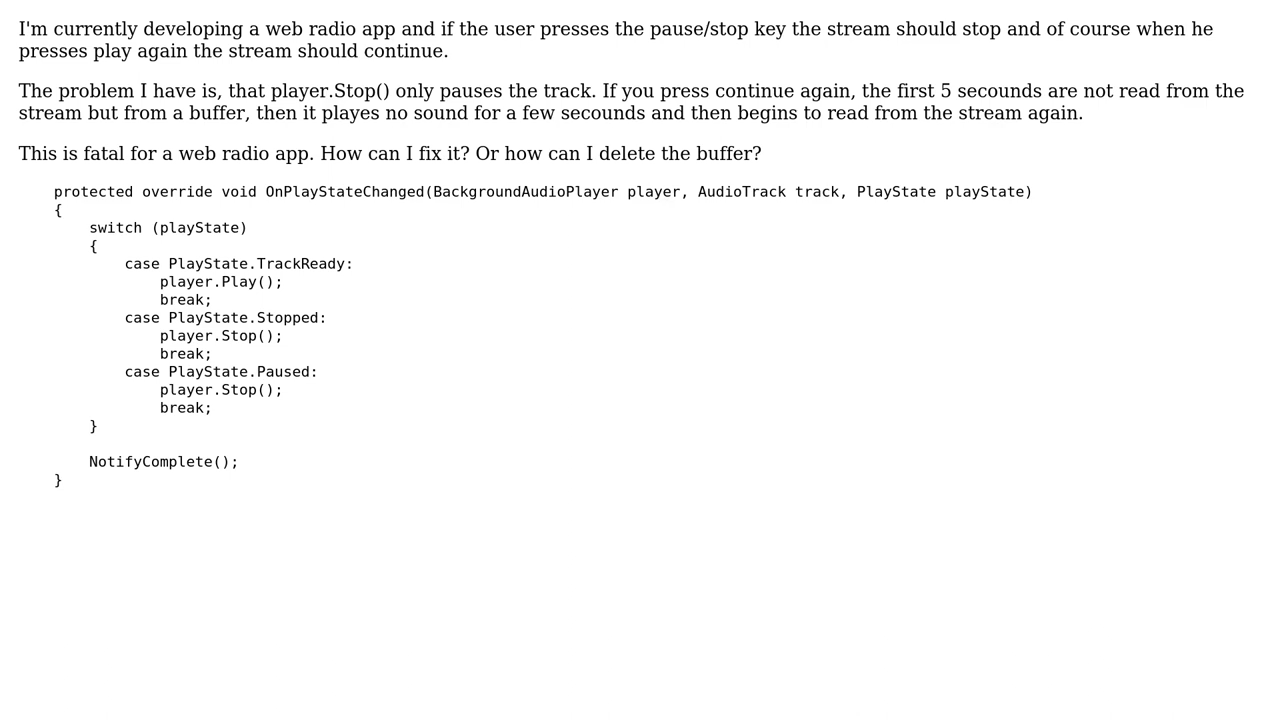 I'm currently developing a web radio app and if the user presses the pause/stop key the stream should stop and of course when he
presses play again the stream should continue.
The problem I have is, that player.Stop() only pauses the track. If you press continue again, the first 5 secounds are not read from the
stream but from a buffer, then it playes no sound for a few secounds and then begins to read from the stream again.
This is fatal for a web radio app. How can I fix it? Or how can I delete the buffer?
protected override void OnPlayStateChanged(BackgroundAudioPlayer player, AudioTrack track, PlayState playState)
{
    switch (playState)
    {
        case PlayState.TrackReady:
            player.Play();
            break;
        case PlayState.Stopped:
            player.Stop();
            break;
        case PlayState.Paused:
            player.Stop();
            break;
    }
    NotifyComplete();
}